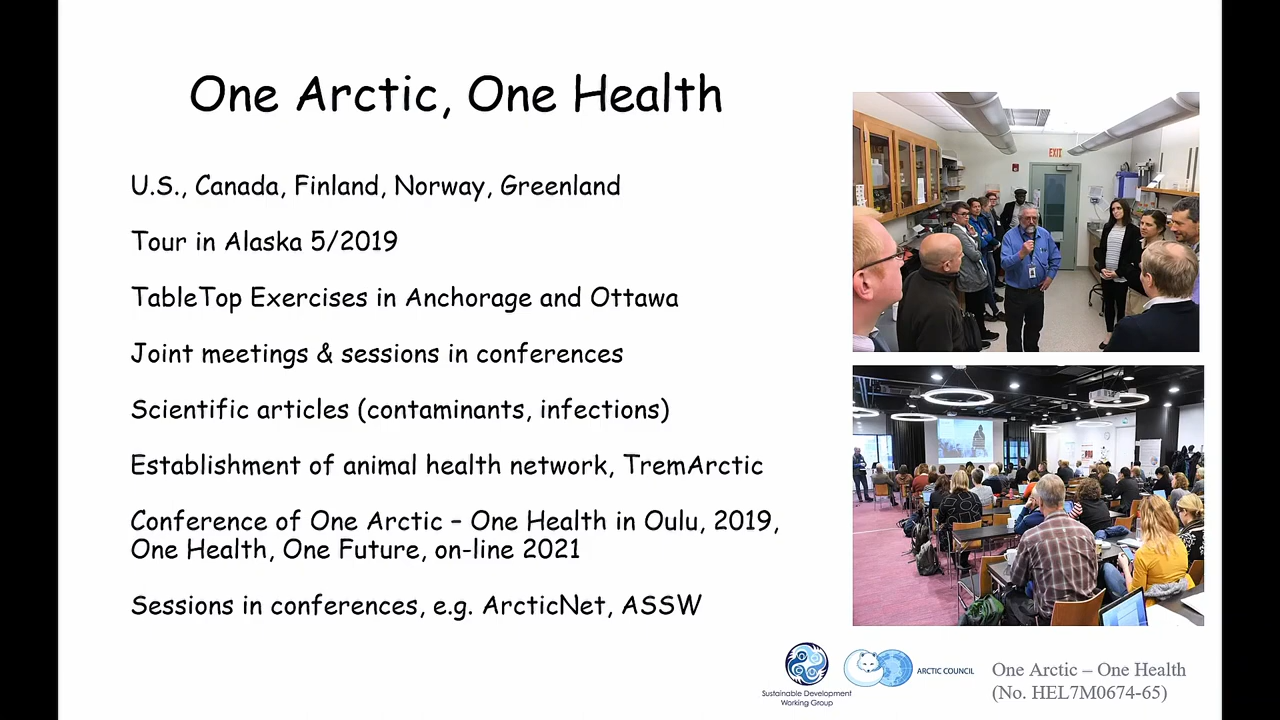 One Arctic, One Health
U.S., Canada, Finland, Norway, Greenland
Tour in Alaska 5/2019
TableTop Exercises in Anchorage and Ottawa
Joint meetings & sessions in conferences
Scientific articles (contaminants, infections)
Establishment of animal health network, TremArctic
Conference of One Arctic – One Health in Oulu, 2019,
One Health, One Future, on-line 2021
Sessions in conferences, e.g. ArcticNet, ASSW
EXIT
Sustainable Development
Working Group
ARCTIC COUNCIL
One Arctic – One Health
(No. HEL7M0674-65)